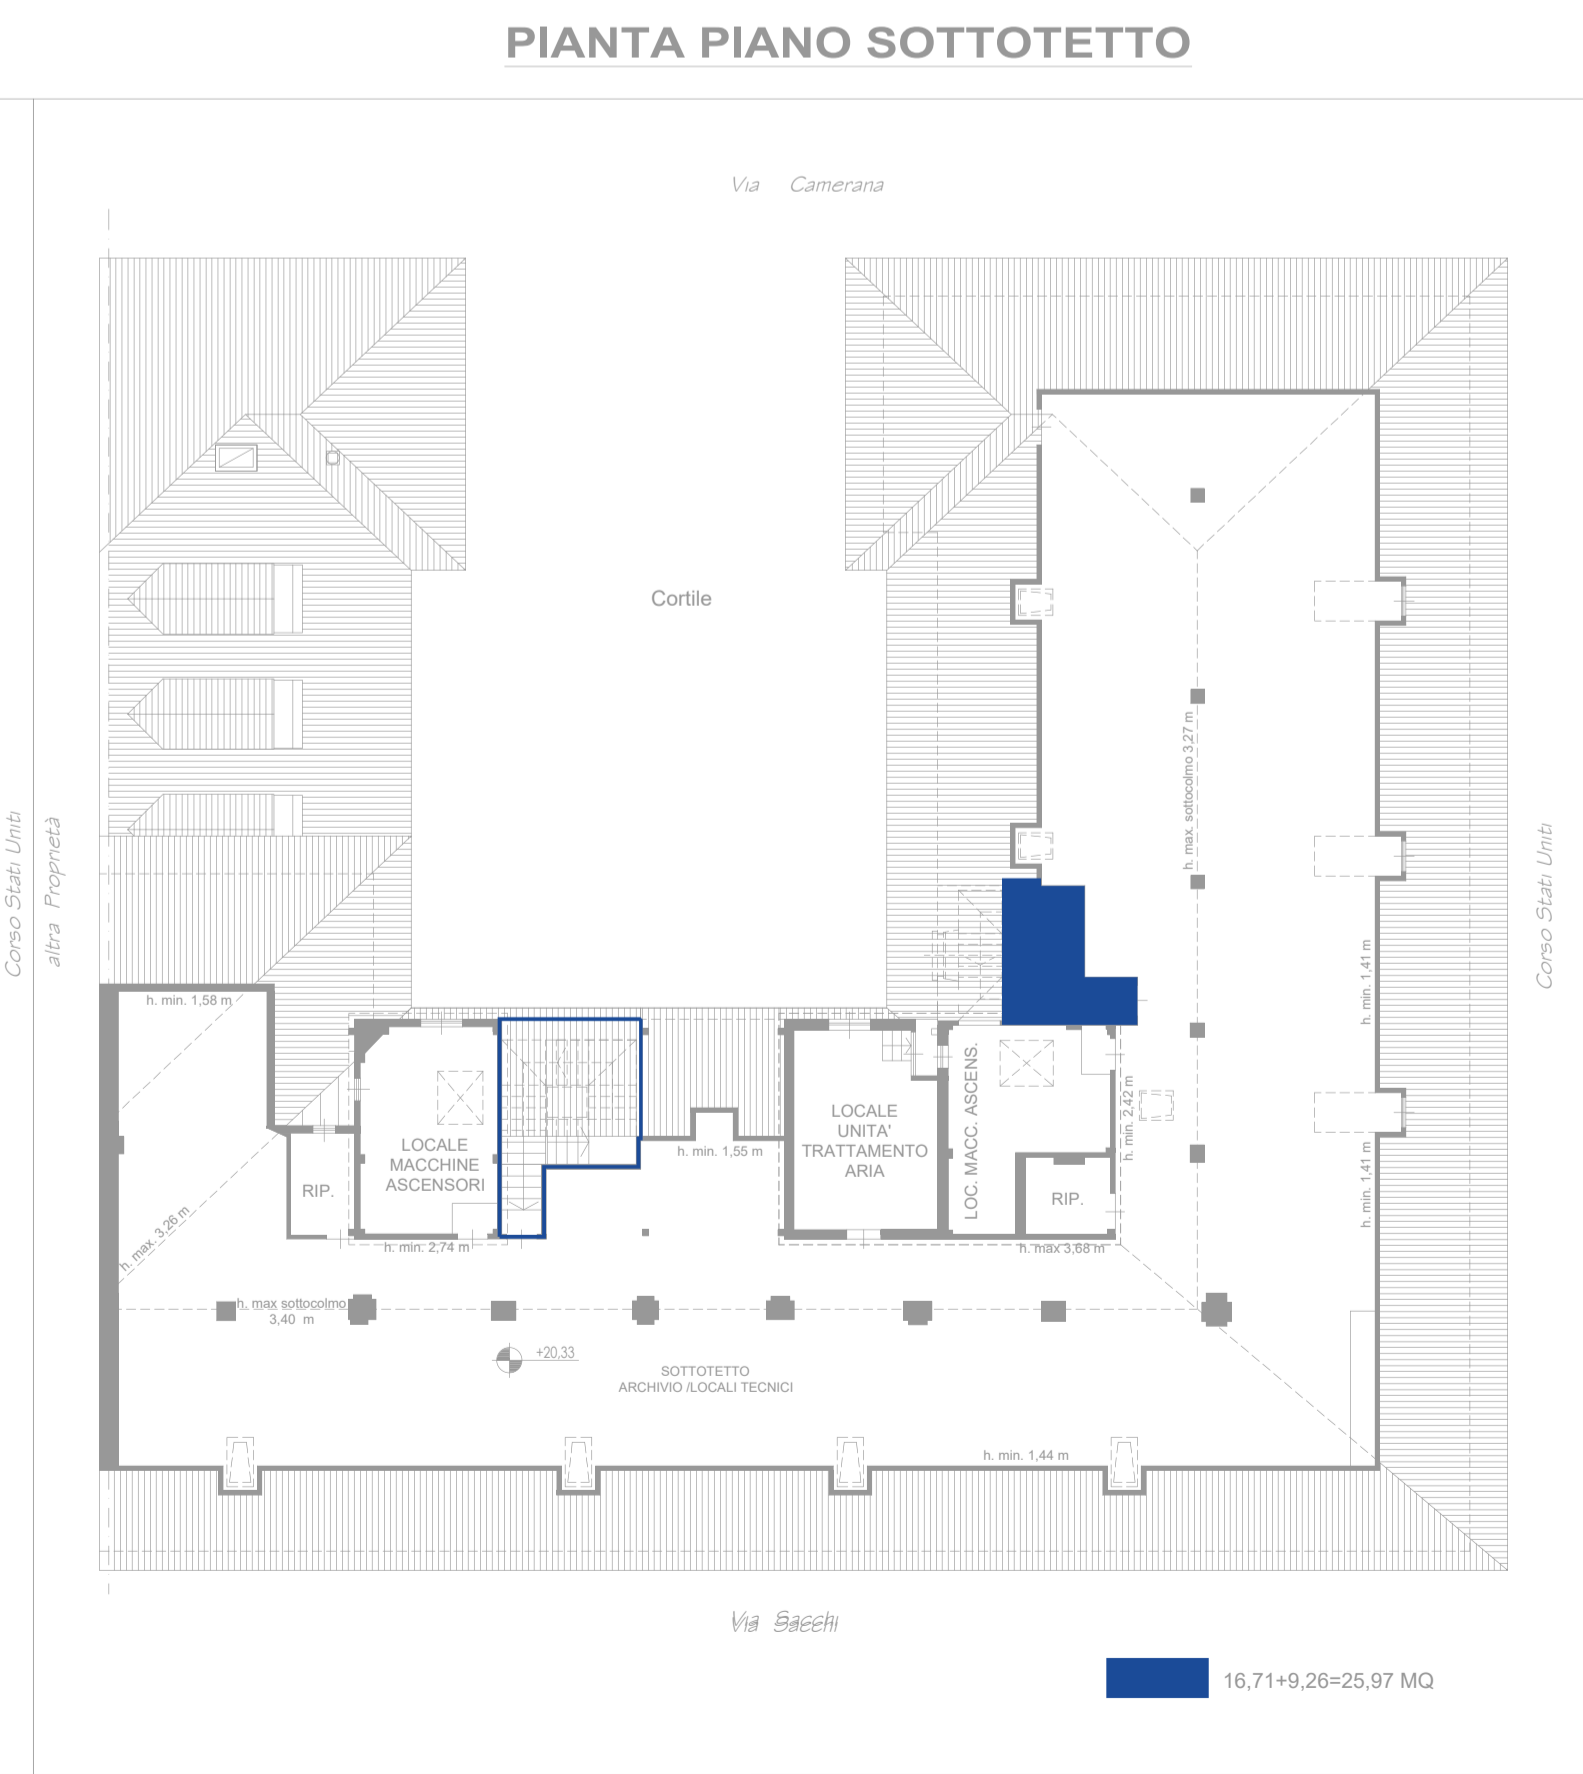 PIANTA PIANO SOTTOTETTO
Via Camerana
Cortile
h. max. sottocolmo 3,27 m
Corso Stati Uniti
altra Proprietà
Corso Stati Uniti
h. min. 1,41 m
h. min. 1,58 m
LOCALE
MACCHINE
ASCENSORI
RIP.
h. max. 3,26 m
h. min. 2,74 m
h. min. 1,55 m
LOCALE
UNITA'
TRATTAMENTO
ARIA
LOC. MACC. ASCENS.
RIP.
h. min. 2,42 m
h. min. 1,41 m
h. max 3,68 m
h. max sottocolmo
3,40 m
+20,33
SOTTOTETTO
ARCHIVIO /LOCALI TECNICI
h. min. 1,44 m
Via Sacchi
16,71+9,26=25,97 MQ